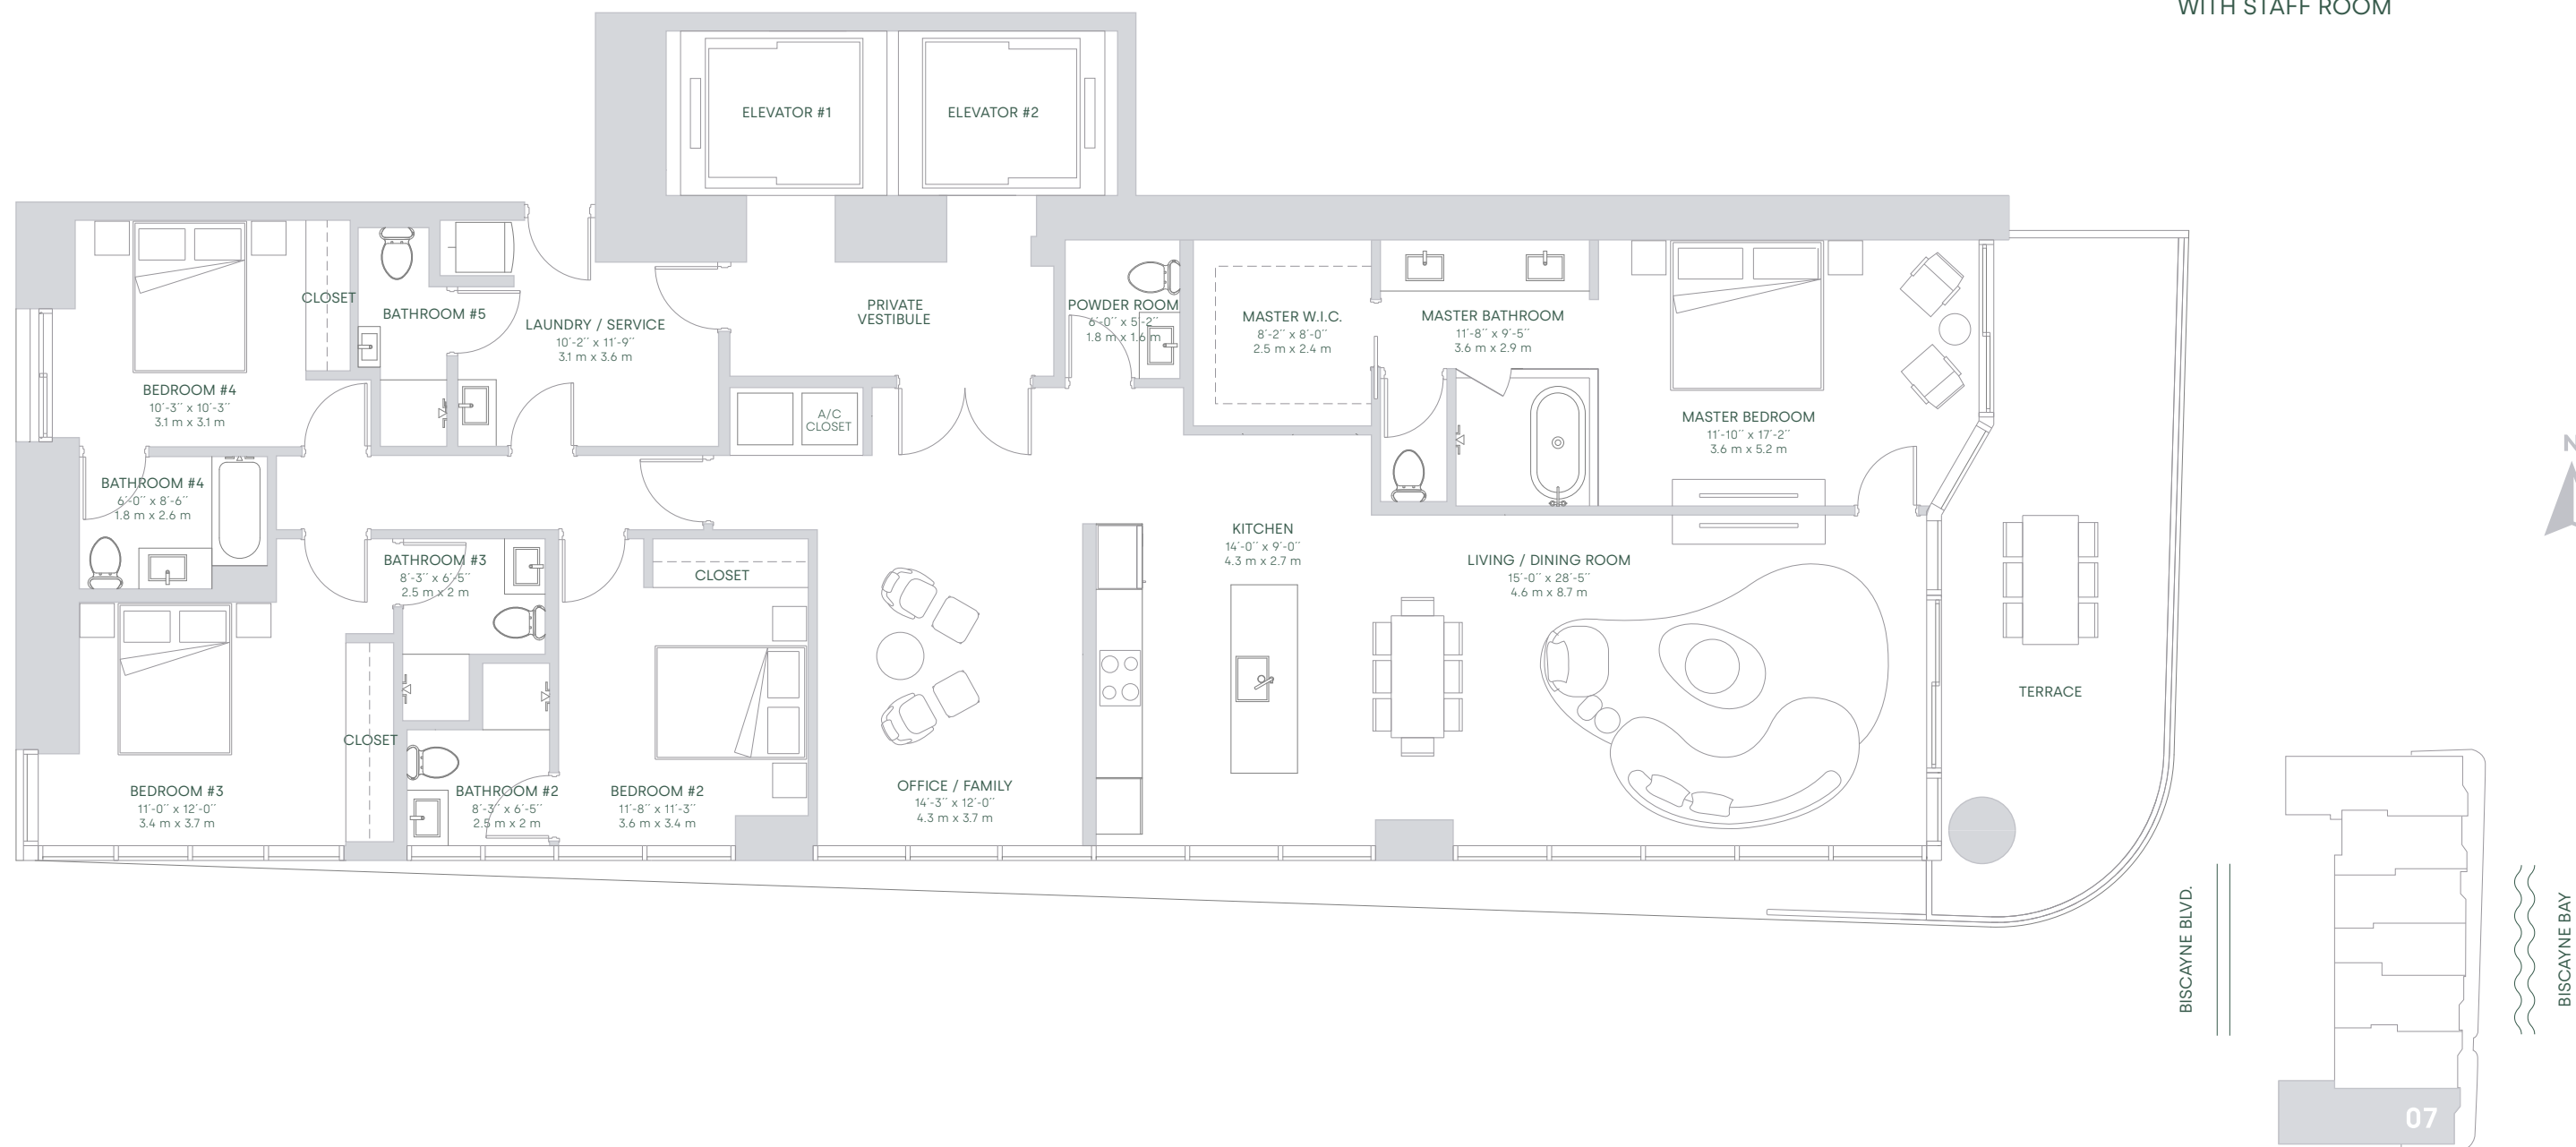 WITH STAFF ROOM
ELEVATOR #1
ELEVATOR #2
CLOSET
BATHROOM #5
LAUNDRY / SERVICE
10'-2'' x 11'-9''
3.1 m x 3.6 m
PRIVATE
VESTIBULE
POWDER ROOM
6'-0'' x 5'-2''
1.8 m x 1.6 m
MASTER W.I.C.
8'-2'' x 8'-0''
2.5 m x 2.4 m
MASTER BATHROOM
11'-8'' x 9'-5''
3.6 m x 2.9 m
BEDROOM #4
10'-3'' x 10'-3''
3.1 m x 3.1 m
A/C
CLOSET
MASTER BEDROOM
11'-10'' x 17'-2''
3.6 m x 5.2 m
N
BATHROOM #4
6'-0'' x 8'-6''
1.8 m x 2.6 m
BATHROOM #3
8'-3'' x 6'-5''
2.5 m x 2 m
CLOSET
KITCHEN
14'-0'' x 9'-0''
4.3 m x 2.7 m
LIVING / DINING ROOM
15'-0'' x 28'-5''
4.6 m x 8.7 m
TERRACE
CLOSET
BEDROOM #3
11'-0'' x 12'-0''
3.4 m x 3.7 m
BATHROOM #2
8'-3'' x 6'-5''
2.5 m x 2 m
BEDROOM #2
11'-8'' x 11'-3''
3.6 m x 3.4 m
OFFICE / FAMILY
14'-3'' x 12'-0''
4.3 m x 3.7 m
BISCAYNE BLVD.
BISCAYNE BAY
07